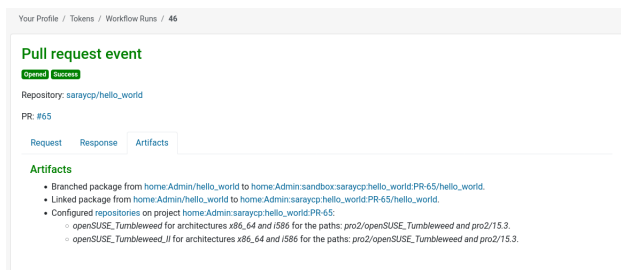 Your Profile / Tokens / Workflow Runs / 46
Pull request event
Opened Success
Repository: saraycp/hello_world
PR: #65
Request Response Artifacts
Artifacts
Branched package from home:Admin/hello_world to home:Admin:sandbox:saraycp:hello_world:PR-65/hello_world.
Linked package from home:Admin/hello_world to home:Admin:saraycp:hello_world:PR-65/hello_world.
Configured repositories on project home:Admin:saraycp:hello_world:PR-65:
openSUSE_Tumbleweed for architectures x86_64 and i586 for the paths: pro2/openSUSE_Tumbleweed and pro2/15.3.
openSUSE_Tumbleweed_II for architectures x86_64 and i586 for the paths: pro2/openSUSE_Tumbleweed and pro2/15.3.